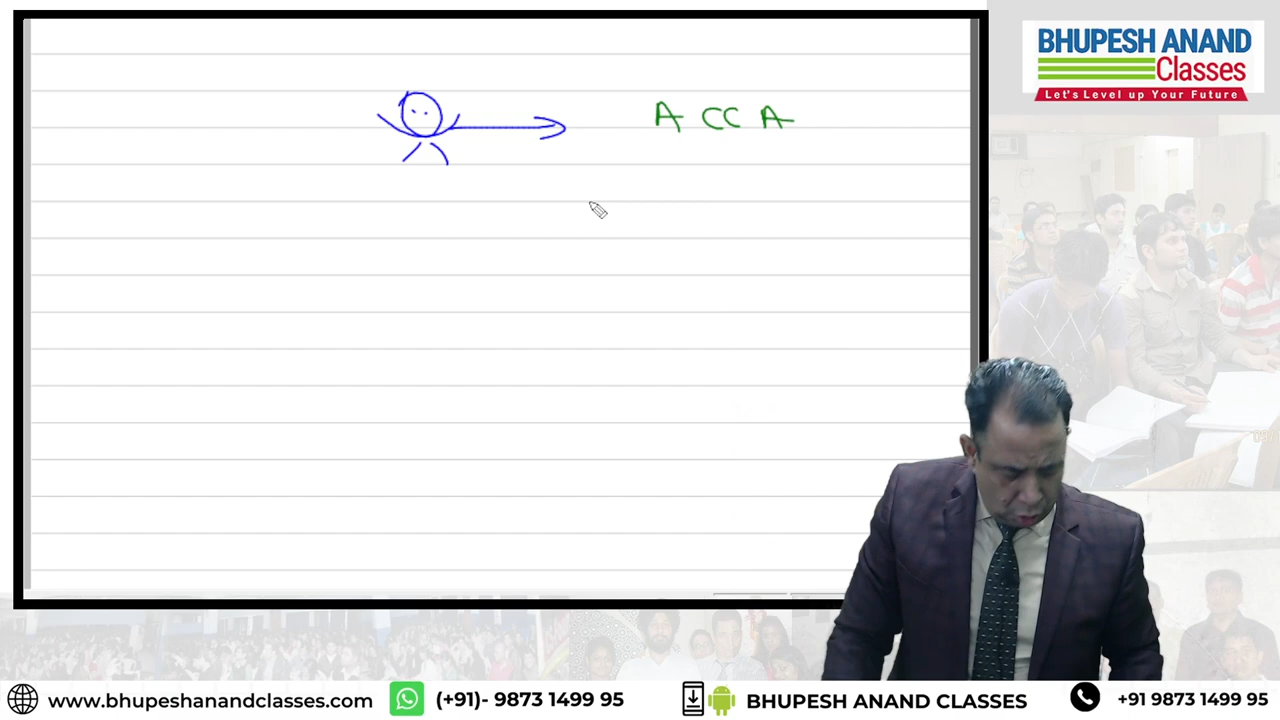 BHUPESH ANAND
Classes
Let's Level up Your Future
A CC A
www.bhupeshanandclasses.com
(+91)- 9873 1499 95
BHUPESH ANAND CLASSES
+91 9873 1499 95